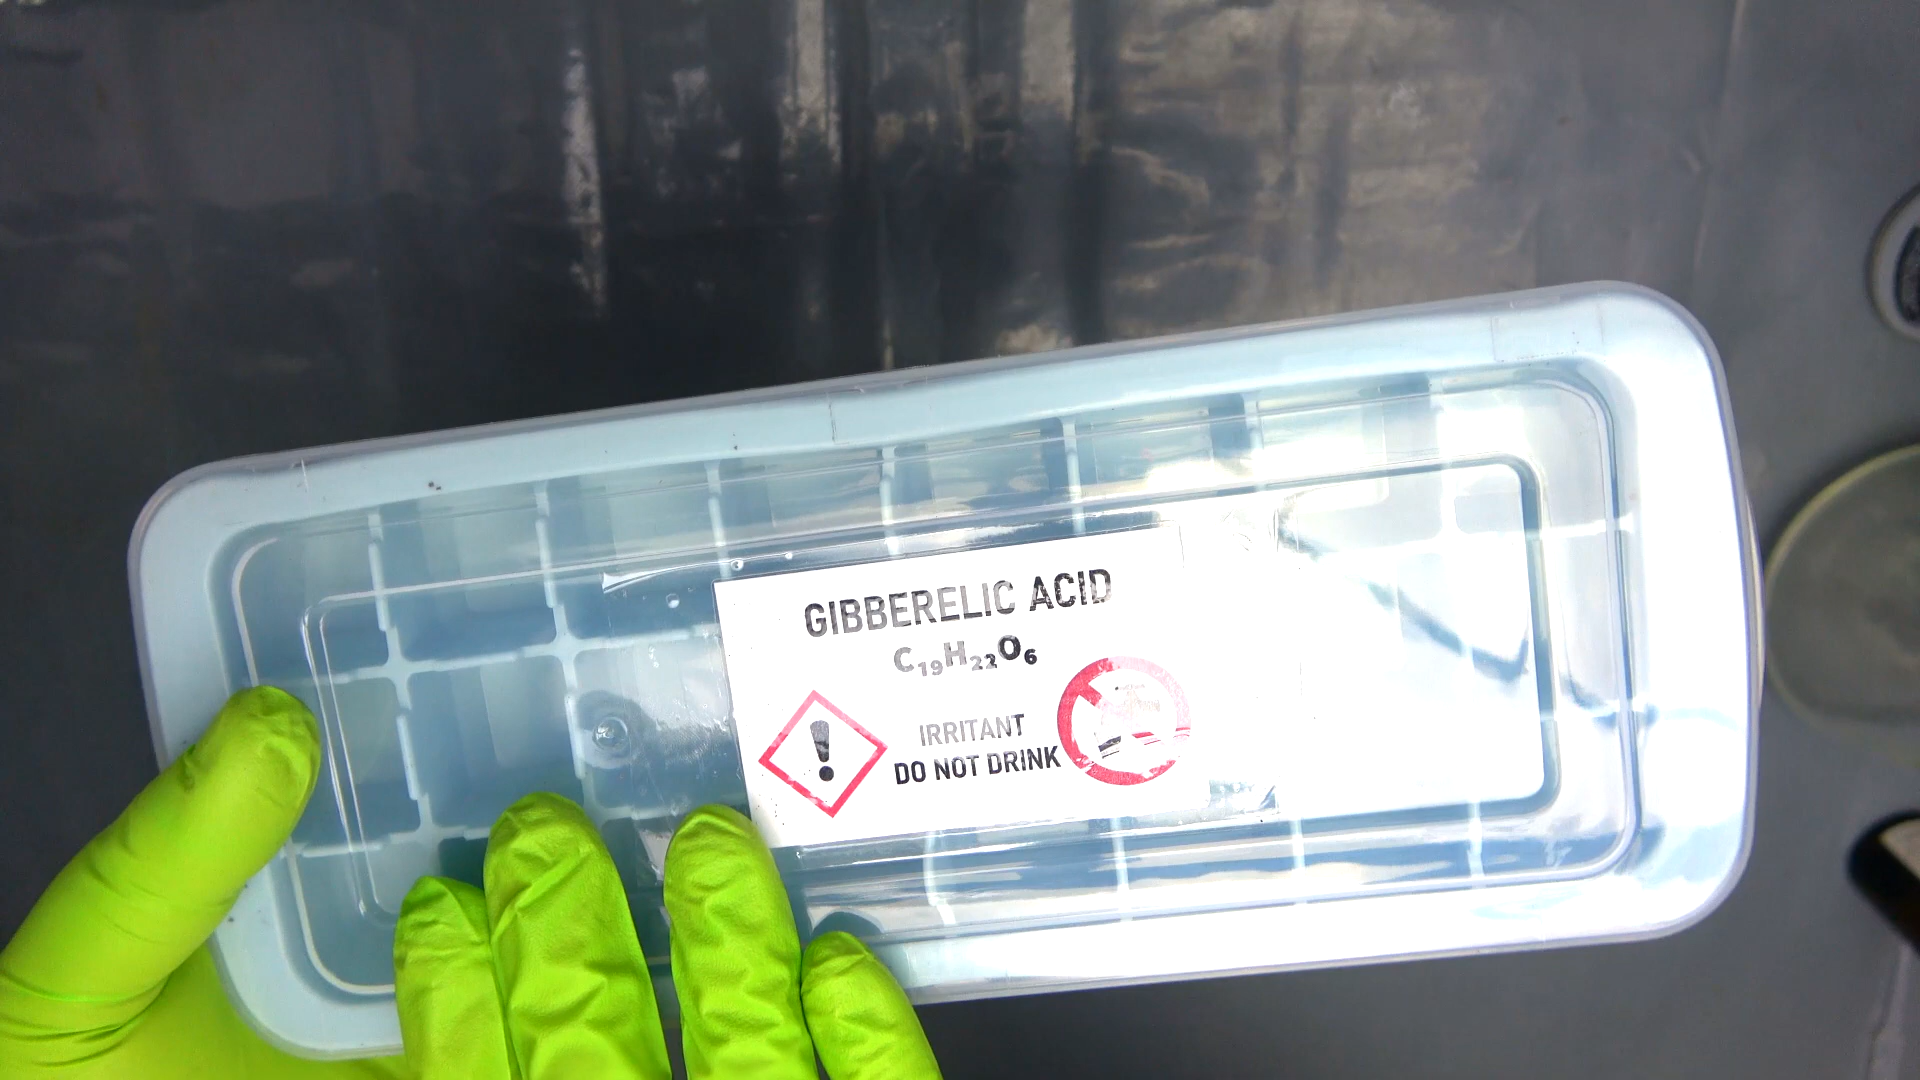 GIBBERELIC ACID
C₁₉H₂₂O₆
IRRITANT
DO NOT DRINK